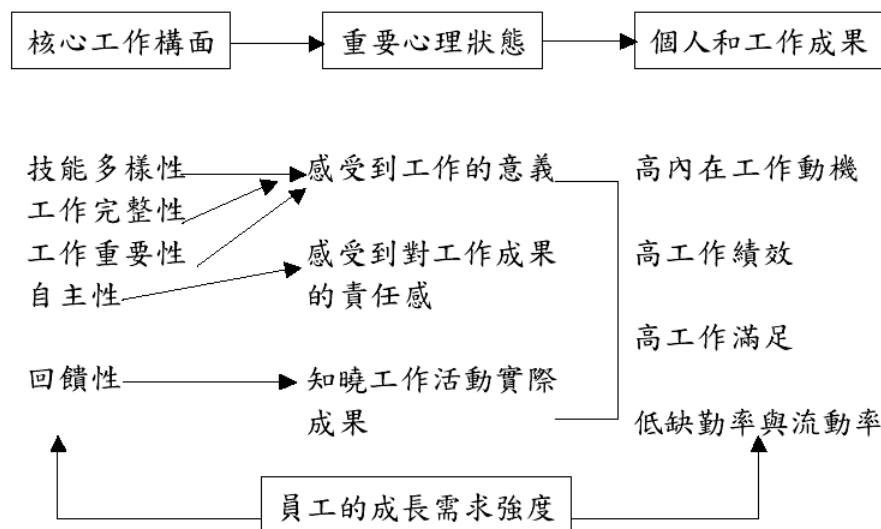 核心工作構面
重要心理狀態
個人和工作成果
技能多樣性
工作完整性
工作重要性
自主性
回饋性
感受到工作的意義
感受到對工作成果
的責任感
知曉工作活動實際
成果
高內在工作動機
高工作績效
高工作滿足
低缺勤率與流動率
員工的成長需求強度